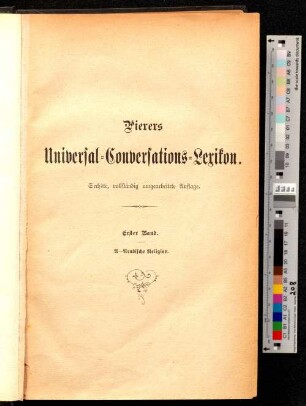 Pierers
Universal-Conversations-Lexikon.
Sechste, vollständig umgearbeitete Auflage.
Erster Band.
A–Arabische Religion.